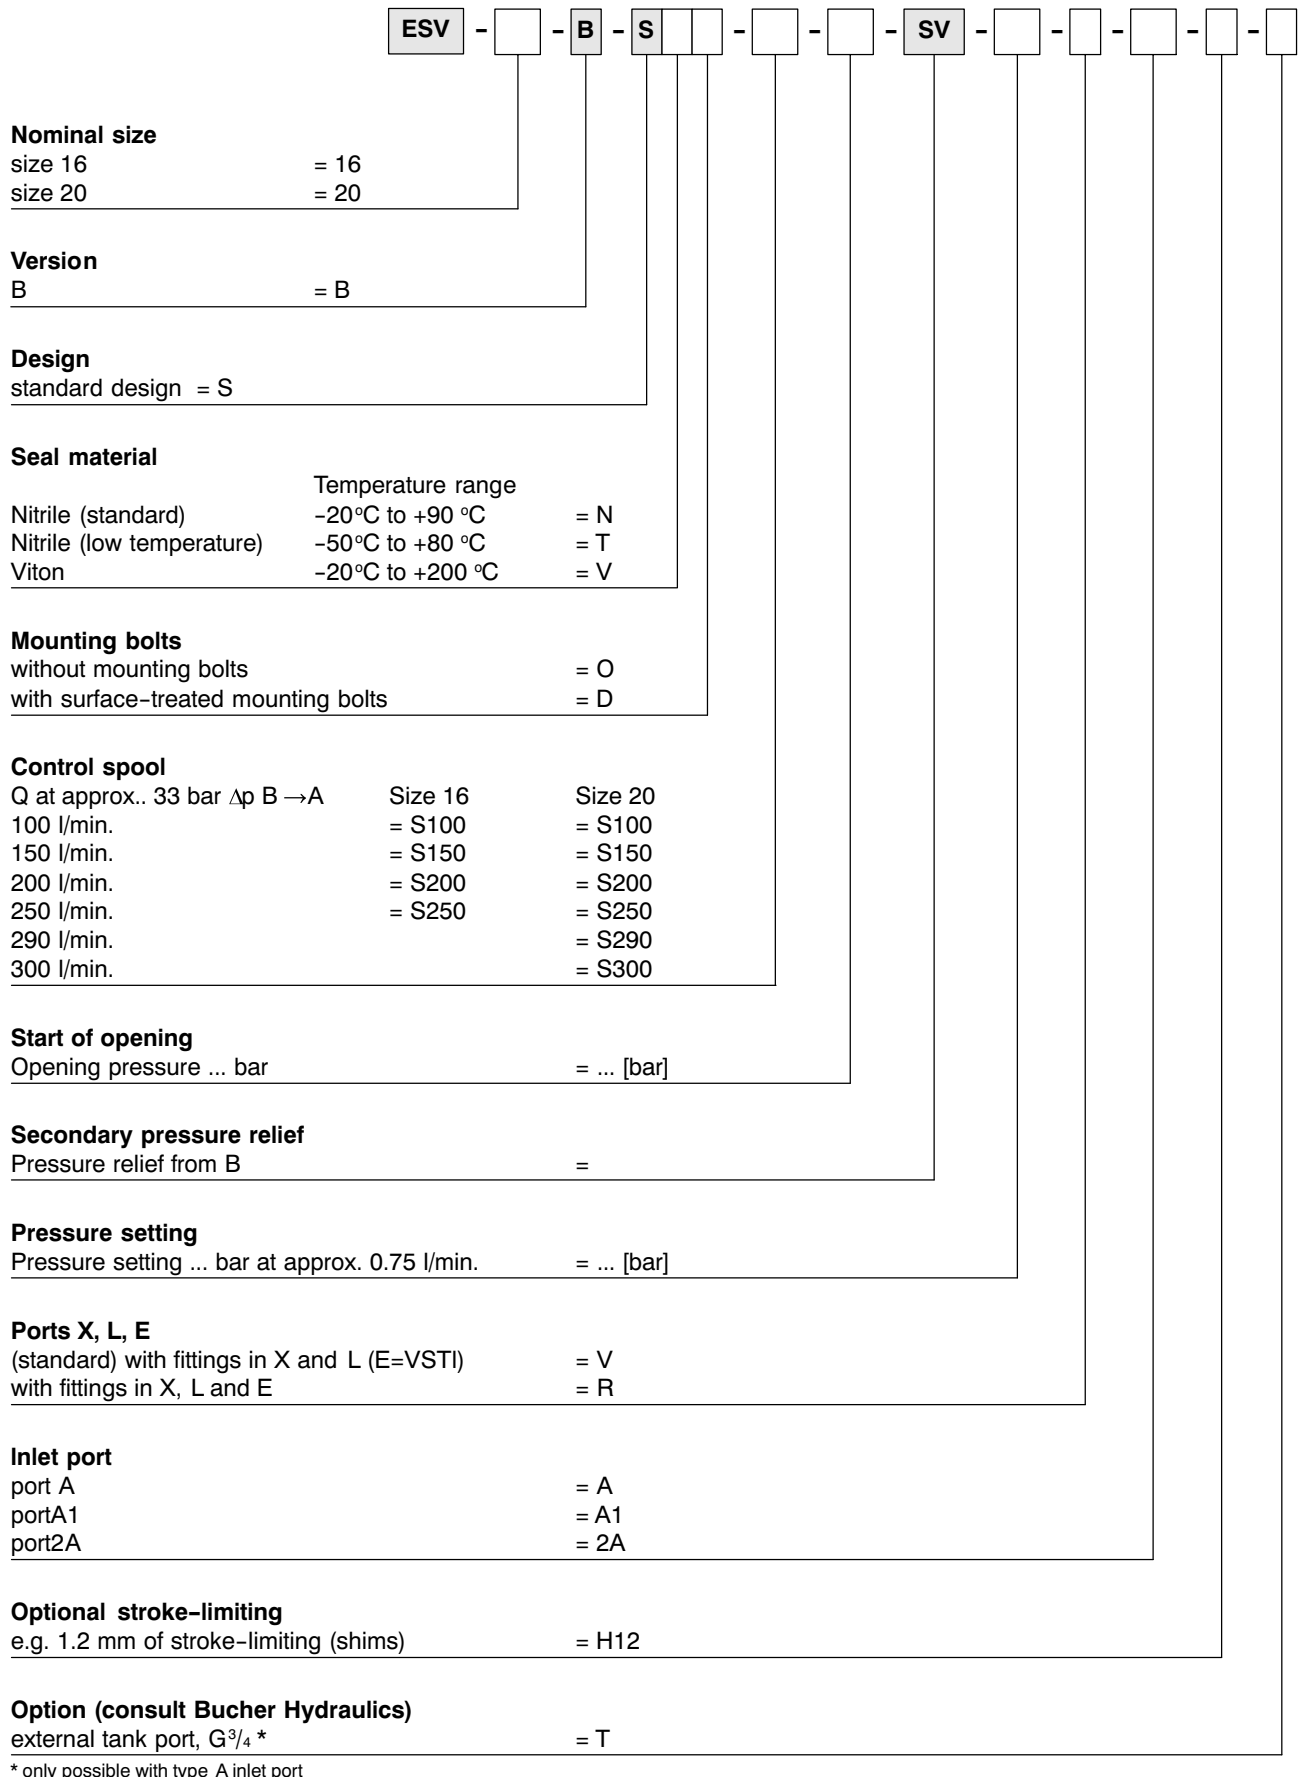 ESV - - B - S - - - SV - - - - -
Nominal size
size 16 = 16
size 20 = 20
Version
B = B
Design
standard design = S
Seal material
Temperature range
Nitrile (standard) -20°C to +90 °C = N
Nitrile (low temperature) -50°C to +80 °C = T
Viton -20°C to +200 °C = V
Mounting bolts
without mounting bolts = O
with surface-treated mounting bolts = D
Control spool
Q at approx.. 33 bar Δp B →A Size 16 Size 20
100 l/min. = S100 = S100
150 l/min. = S150 = S150
200 l/min. = S200 = S200
250 l/min. = S250 = S250
290 l/min. = S290
300 l/min. = S300
Start of opening
Opening pressure ... bar = ... [bar]
Secondary pressure relief
Pressure relief from B =
Pressure setting
Pressure setting ... bar at approx. 0.75 l/min. = ... [bar]
Ports X, L, E
(standard) with fittings in X and L (E=VSTI) = V
with fittings in X, L and E = R
Inlet port
port A = A
portA1 = A1
port2A = 2A
Optional stroke-limiting
e.g. 1.2 mm of stroke-limiting (shims) = H12
Option (consult Bucher Hydraulics)
external tank port, G3/4 * = T
* only possible with type A inlet port